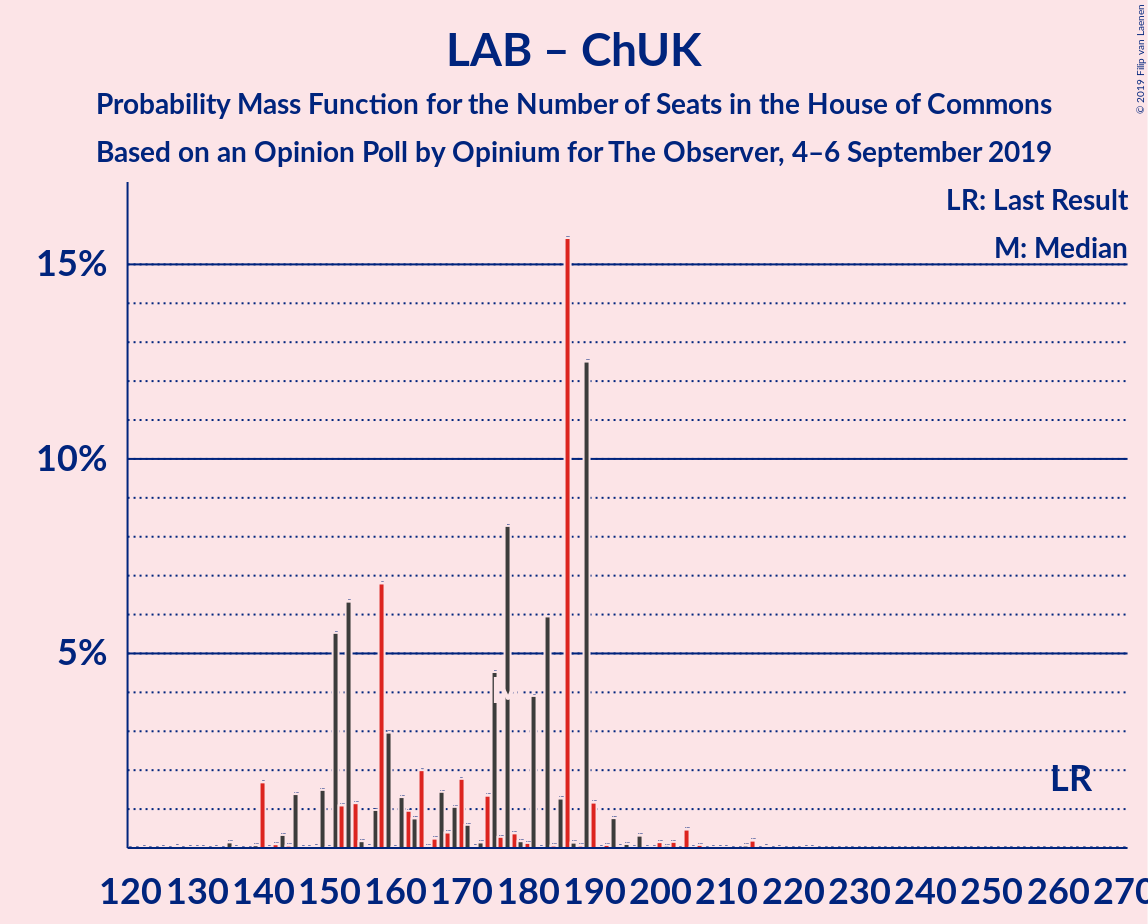 LAB – ChUK
Probability Mass Function for the Number of Seats in the House of Commons
Based on an Opinion Poll by Opinium for The Observer, 4–6 September 2019
© 2019 Filip van Laenen
LR: Last Result
M: Median
15%
10%
5%
M
LR
120 130 140 150 160 170 180 190 200 210 220 230 240 250 260 270